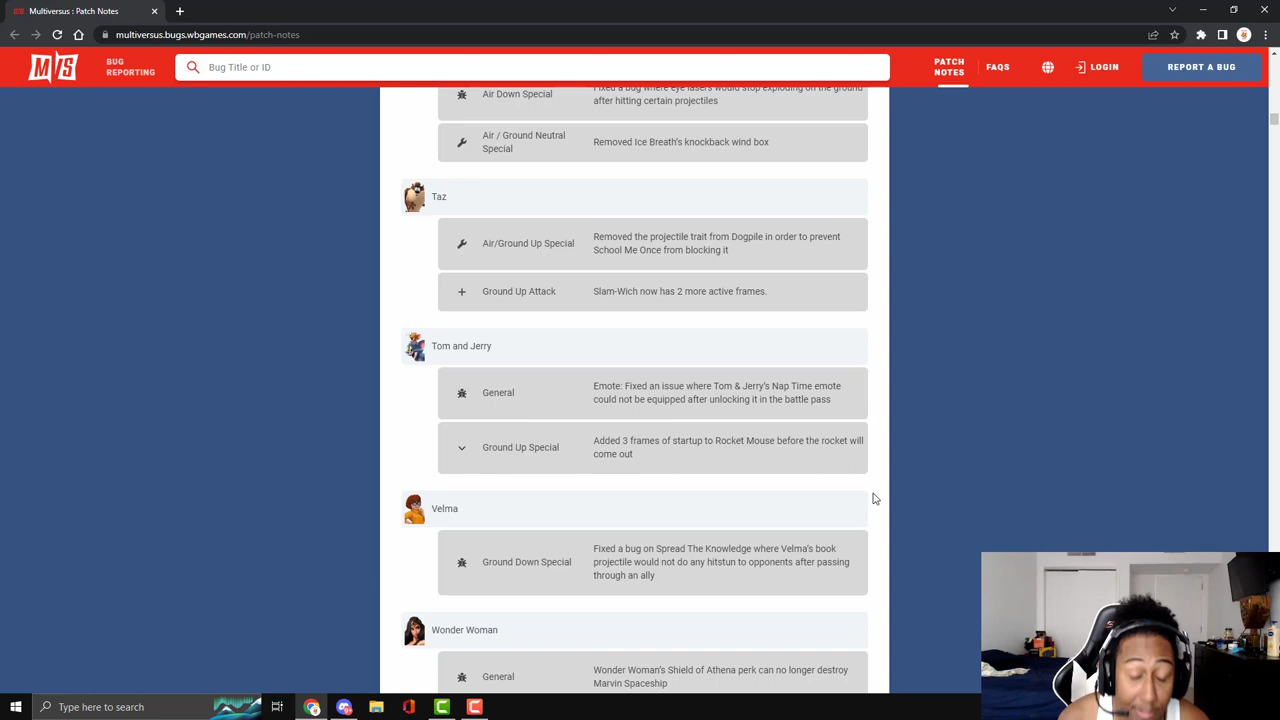 Multiversus : Patch Notes
multiversus.bugs.wbgames.com/patch-notes
MVS
BUG
REPORTING
Bug Title or ID
PATCH
NOTES
FAQS
LOGIN
REPORT A BUG
Air Down Special
Fixed a bug where eye lasers would stop exploding on the ground
after hitting certain projectiles
Air / Ground Neutral
Special
Removed Ice Breath's knockback wind box
Taz
Air/Ground Up Special
Removed the projectile trait from Dogpile in order to prevent
School Me Once from blocking it
Ground Up Attack
Slam-Wich now has 2 more active frames.
Tom and Jerry
General
Emote: Fixed an issue where Tom & Jerry's Nap Time emote
could not be equipped after unlocking it in the battle pass
Ground Up Special
Added 3 frames of startup to Rocket Mouse before the rocket will
come out
Velma
Ground Down Special
Fixed a bug on Spread The Knowledge where Velma's book
projectile would not do any hitstun to opponents after passing
through an ally
Wonder Woman
General
Wonder Woman's Shield of Athena perk can no longer destroy
Marvin Spaceship
Type here to search